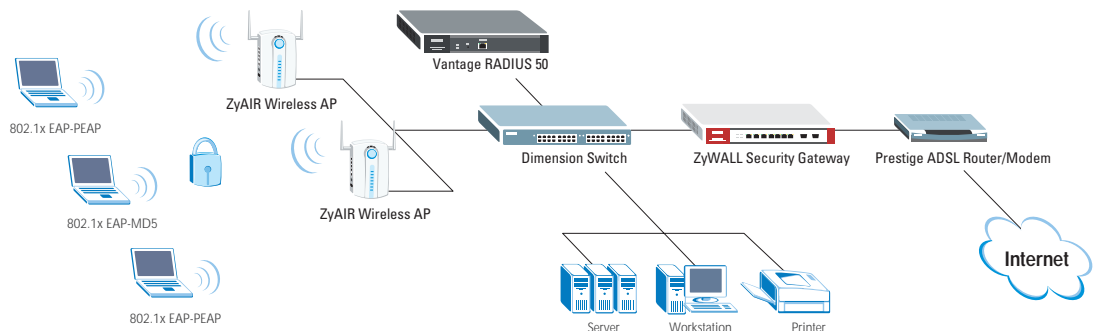 Vantage RADIUS 50
ZyAIR Wireless AP
802.1x EAP-PEAP
Dimension Switch
ZyWALL Security Gateway
Prestige ADSL Router/Modem
802.1x EAP-MD5
ZyAIR Wireless AP
Internet
802.1x EAP-PEAP
Server
Workstation
Printer